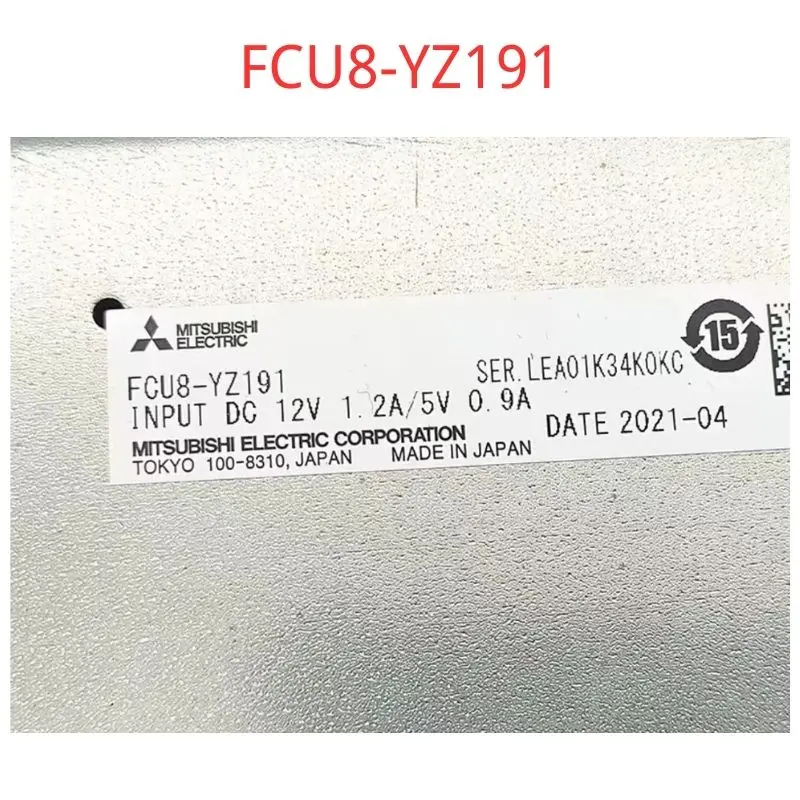 FCU8-YZ191
MITSUBISHI
ELECTRIC
FCU8-YZ191
SER. LEA01K34K0KC
15
INPUT DC 12V 1.2A/5V 0.9A
DATE 2021-04
MITSUBISHI ELECTRIC CORPORATION
TOKYO 100-8310, JAPAN MADE IN JAPAN